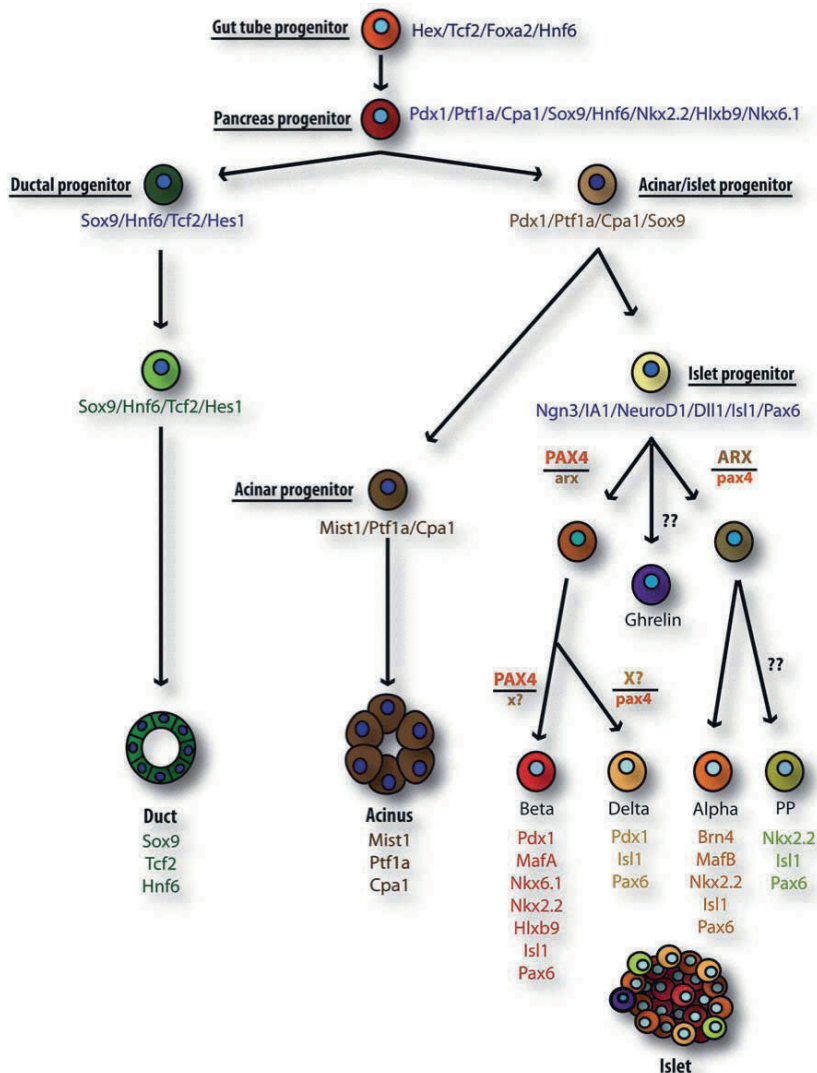 Gut tube progenitor
Hex/Tcf2/Foxa2/Hnf6
Pancreas progenitor
Pdx1/Ptf1a/Cpa1/Sox9/Hnf6/Nkx2.2/Hlxb9/Nkx6.1
Ductal progenitor
Sox9/Hnf6/Tcf2/Hes1
Acinar/islet progenitor
Pdx1/Ptf1a/Cpa1/Sox9
Sox9/Hnf6/Tcf2/Hes1
Islet progenitor
Ngn3/IA1/NeuroD1/Dll1/Isl1/Pax6
PAX4
arx
ARX
pax4
??
Acinar progenitor
Mist1/Ptf1a/Cpa1
Ghrelin
PAX4
x?
X?
pax4
??
Duct
Sox9
Tcf2
Hnf6
Acinus
Mist1
Ptf1a
Cpa1
Beta
Pdx1
MafA
Nkx6.1
Nkx2.2
Hlxb9
Isl1
Pax6
Delta
Pdx1
Isl1
Pax6
Alpha
Brn4
MafB
Nkx2.2
Isl1
Pax6
PP
Nkx2.2
Isl1
Pax6
Islet